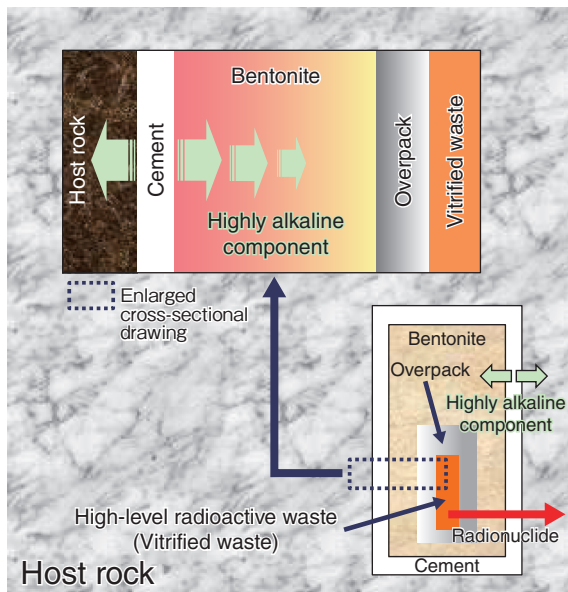 Host rock
Cement
Bentonite
Highly alkaline
component
Overpack
Vitrified waste
Enlarged
cross-sectional
drawing
Bentonite
Overpack
Highly alkaline
component
High-level radioactive waste
(Vitrified waste)
Radionuclide
Cement
Host rock